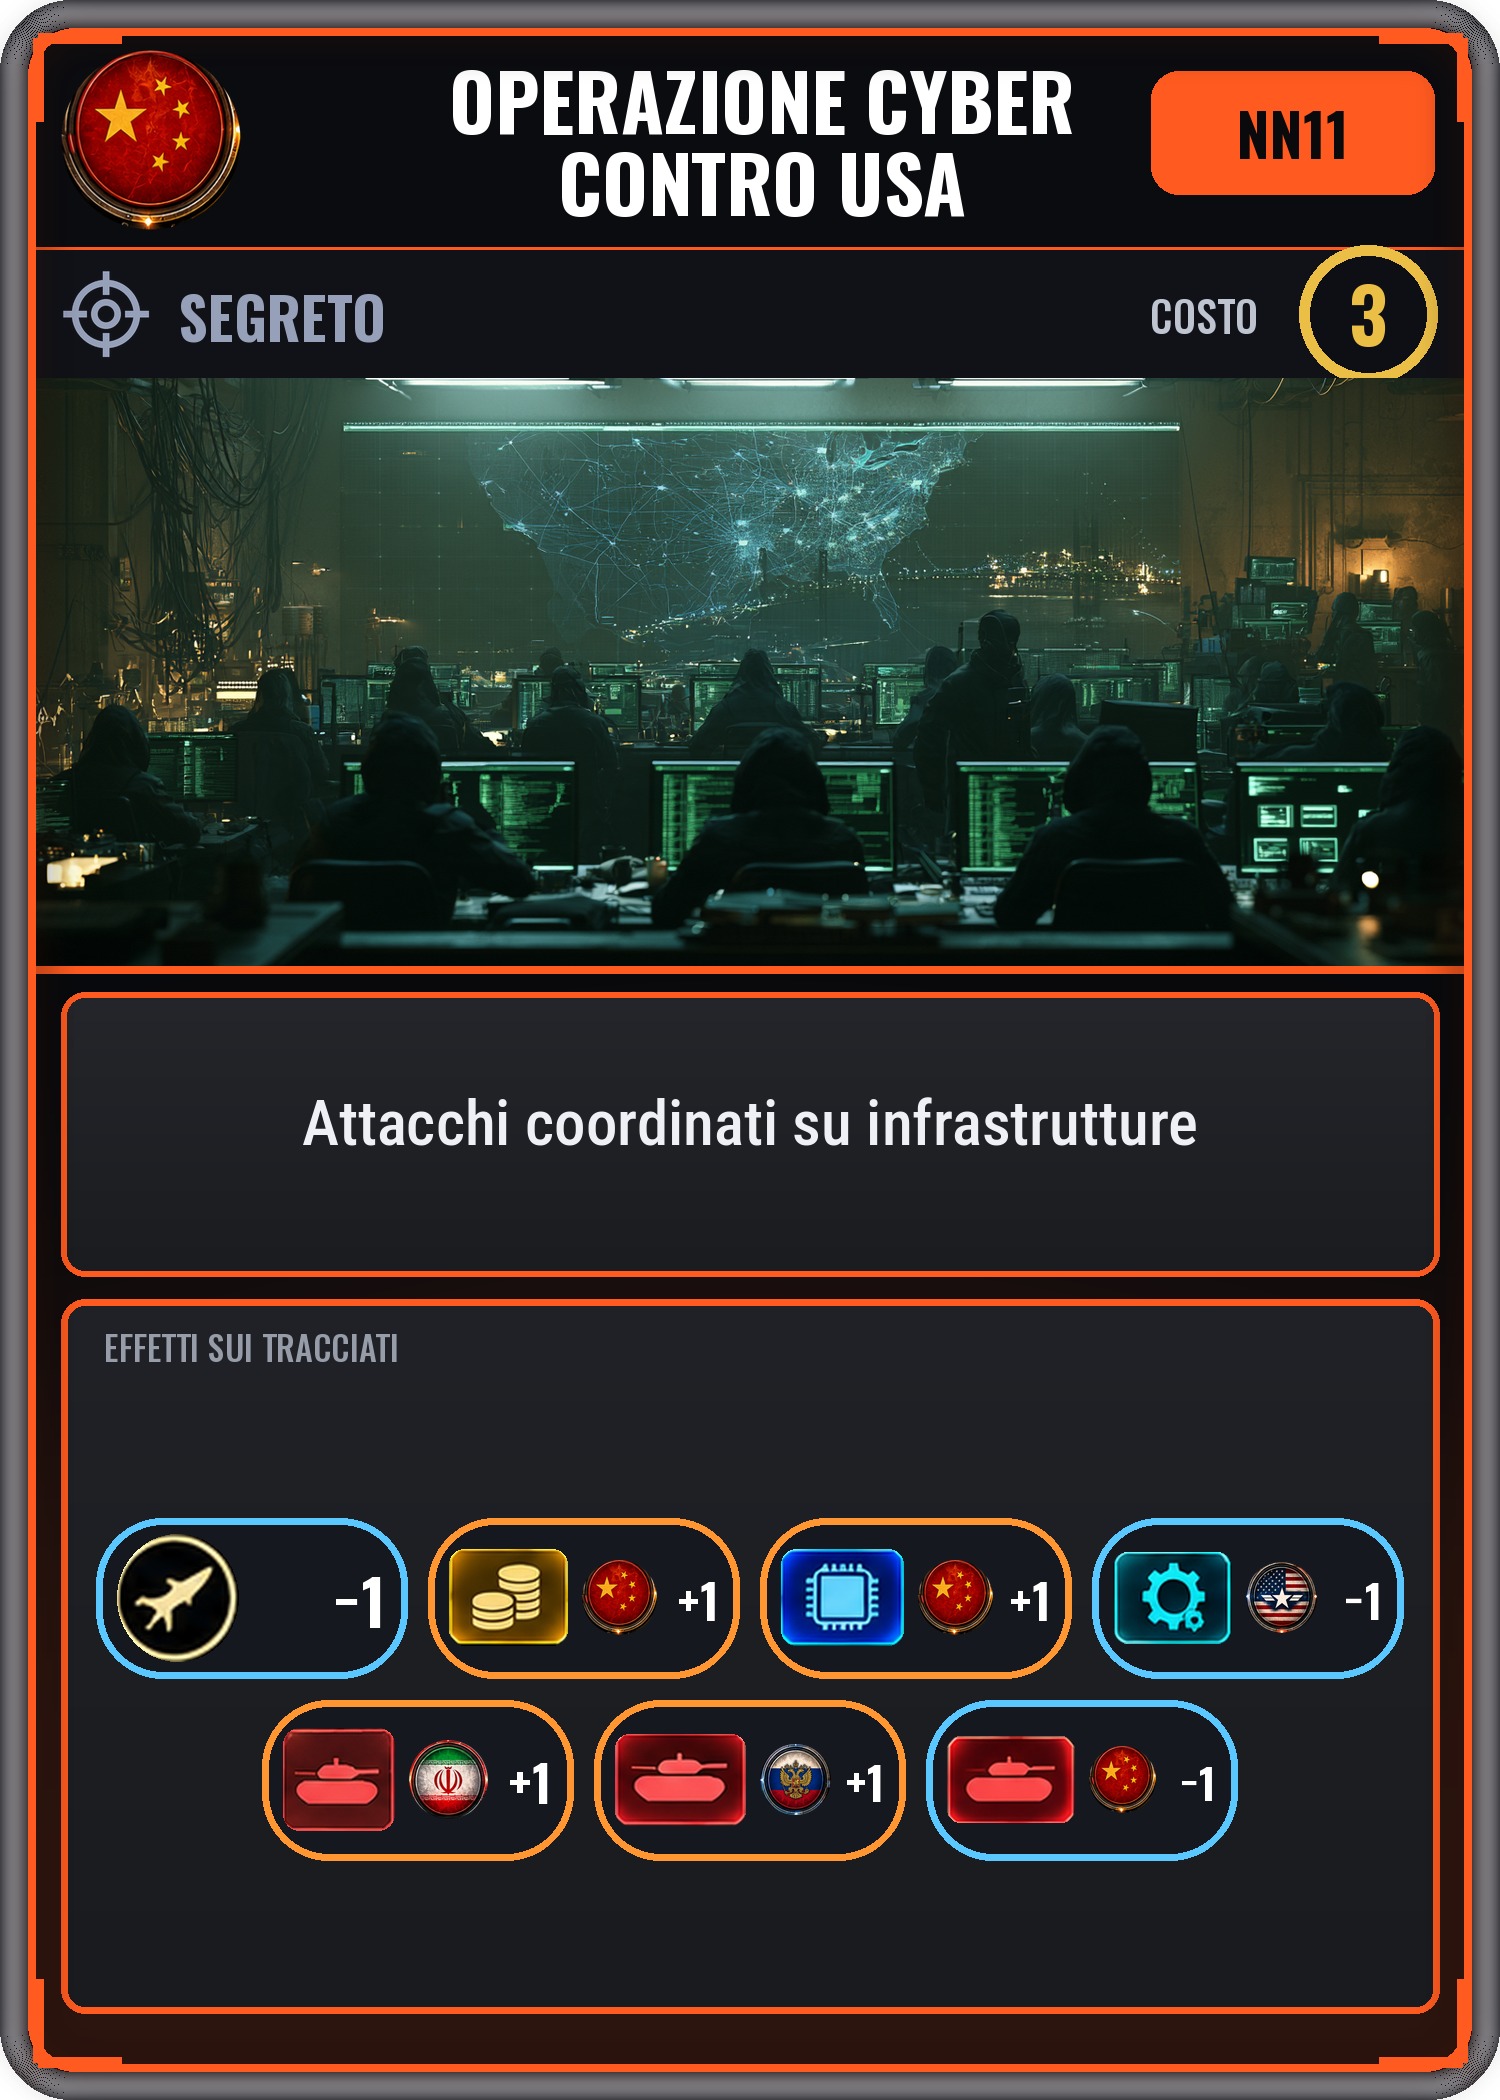 OPERAZIONE CYBER
CONTRO USA
NN11
SEGRETO
COSTO
3
Attacchi coordinati su infrastrutture
EFFETTI SUI TRACCIATI
-1
+1
+1
-1
+1
+1
-1